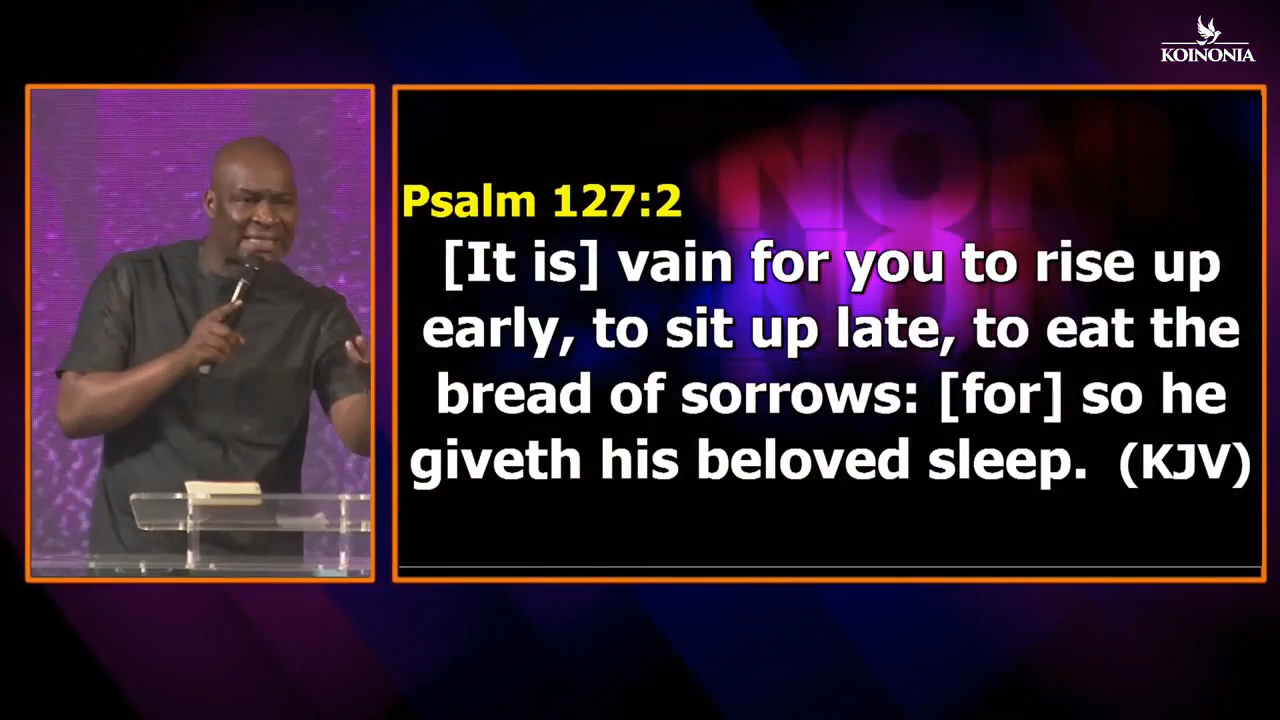 KOINONIA
Psalm 127:2
[It is] vain for you to rise up
early, to sit up late, to eat the
bread of sorrows: [for] so he
giveth his beloved sleep. (KJV)